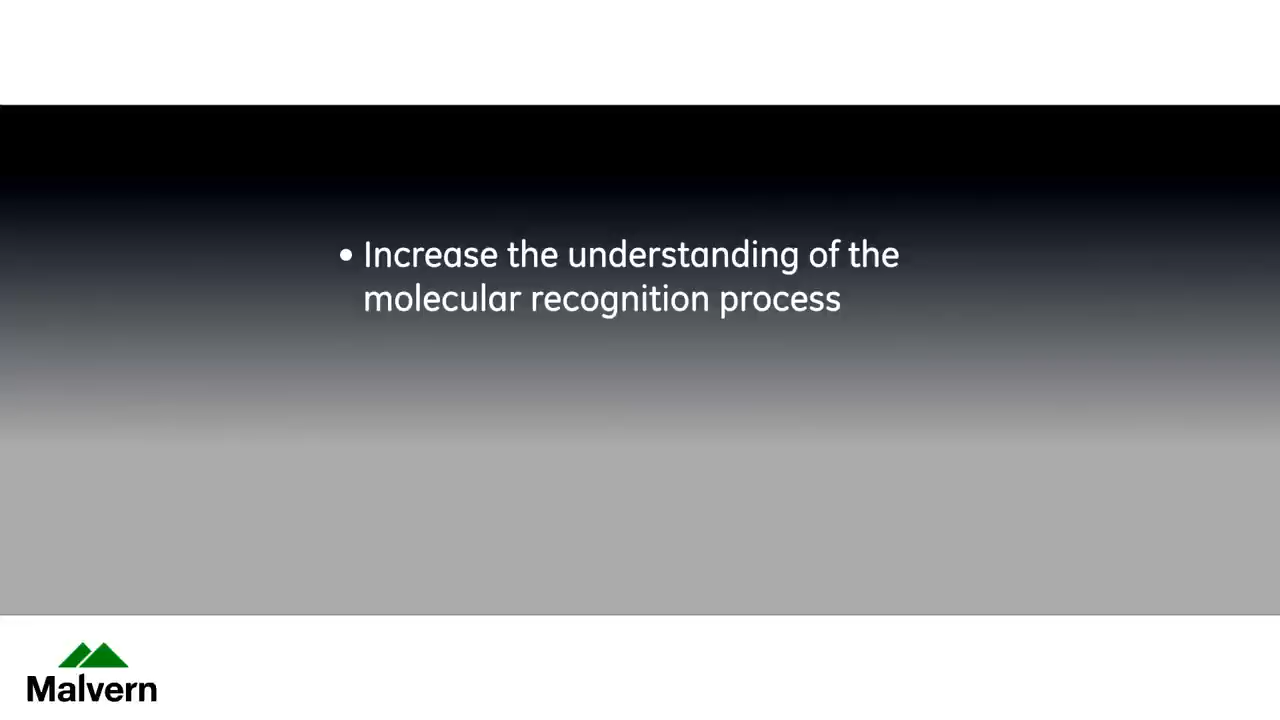 • Increase the understanding of the
molecular recognition process
Malvern